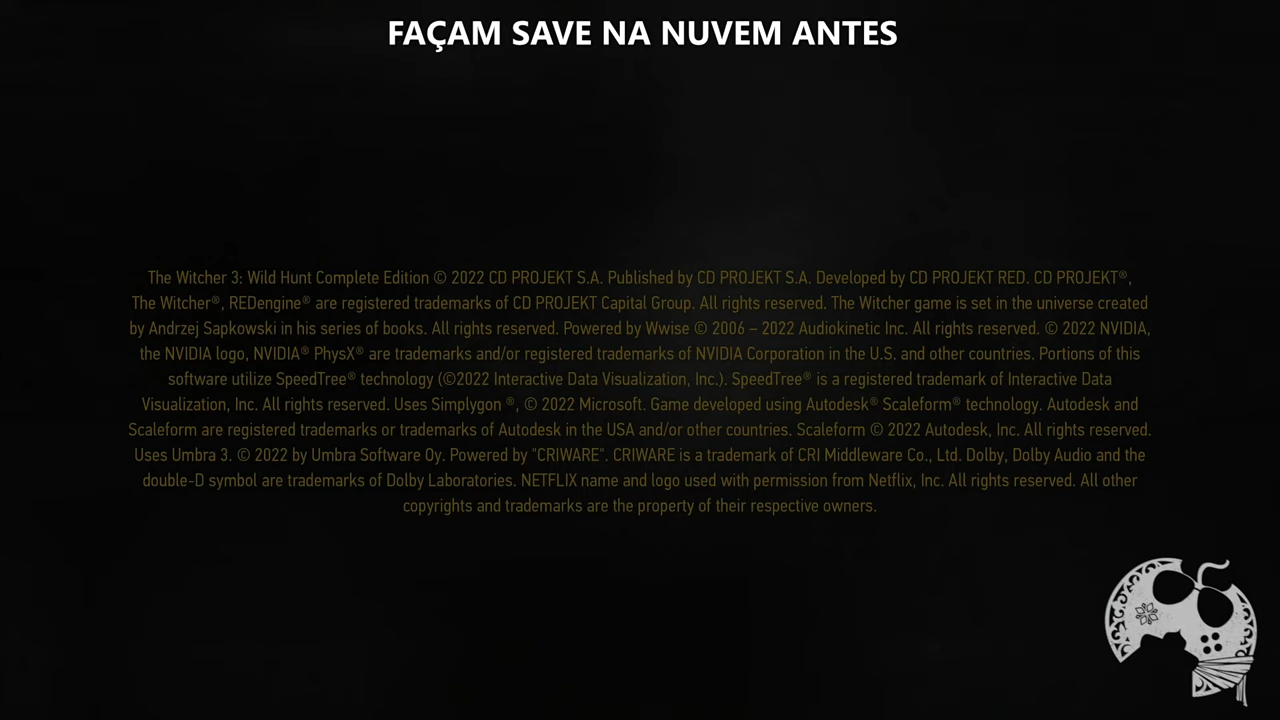 FAÇAM SAVE NA NUVEM ANTES
The Witcher 3: Wild Hunt Complete Edition © 2022 CD PROJEKT S.A. Published by CD PROJEKT S.A. Developed by CD PROJEKT RED. CD PROJEKT®,
The Witcher®, REDengine® are registered trademarks of CD PROJEKT Capital Group. All rights reserved. The Witcher game is set in the universe created
by Andrzej Sapkowski in his series of books. All rights reserved. Powered by Wwise © 2006 – 2022 Audiokinetic Inc. All rights reserved. © 2022 NVIDIA,
the NVIDIA logo, NVIDIA® PhysX® are trademarks and/or registered trademarks of NVIDIA Corporation in the U.S. and other countries. Portions of this
software utilize SpeedTree® technology (©2022 Interactive Data Visualization, Inc.). SpeedTree® is a registered trademark of Interactive Data
Visualization, Inc. All rights reserved. Uses Simplygon ®, © 2022 Microsoft. Game developed using Autodesk® Scaleform® technology. Autodesk and
Scaleform are registered trademarks or trademarks of Autodesk in the USA and/or other countries. Scaleform © 2022 Autodesk, Inc. All rights reserved.
Uses Umbra 3. © 2022 by Umbra Software Oy. Powered by "CRIWARE". CRIWARE is a trademark of CRI Middleware Co., Ltd. Dolby, Dolby Audio and the
double-D symbol are trademarks of Dolby Laboratories. NETFLIX name and logo used with permission from Netflix, Inc. All rights reserved. All other
copyrights and trademarks are the property of their respective owners.